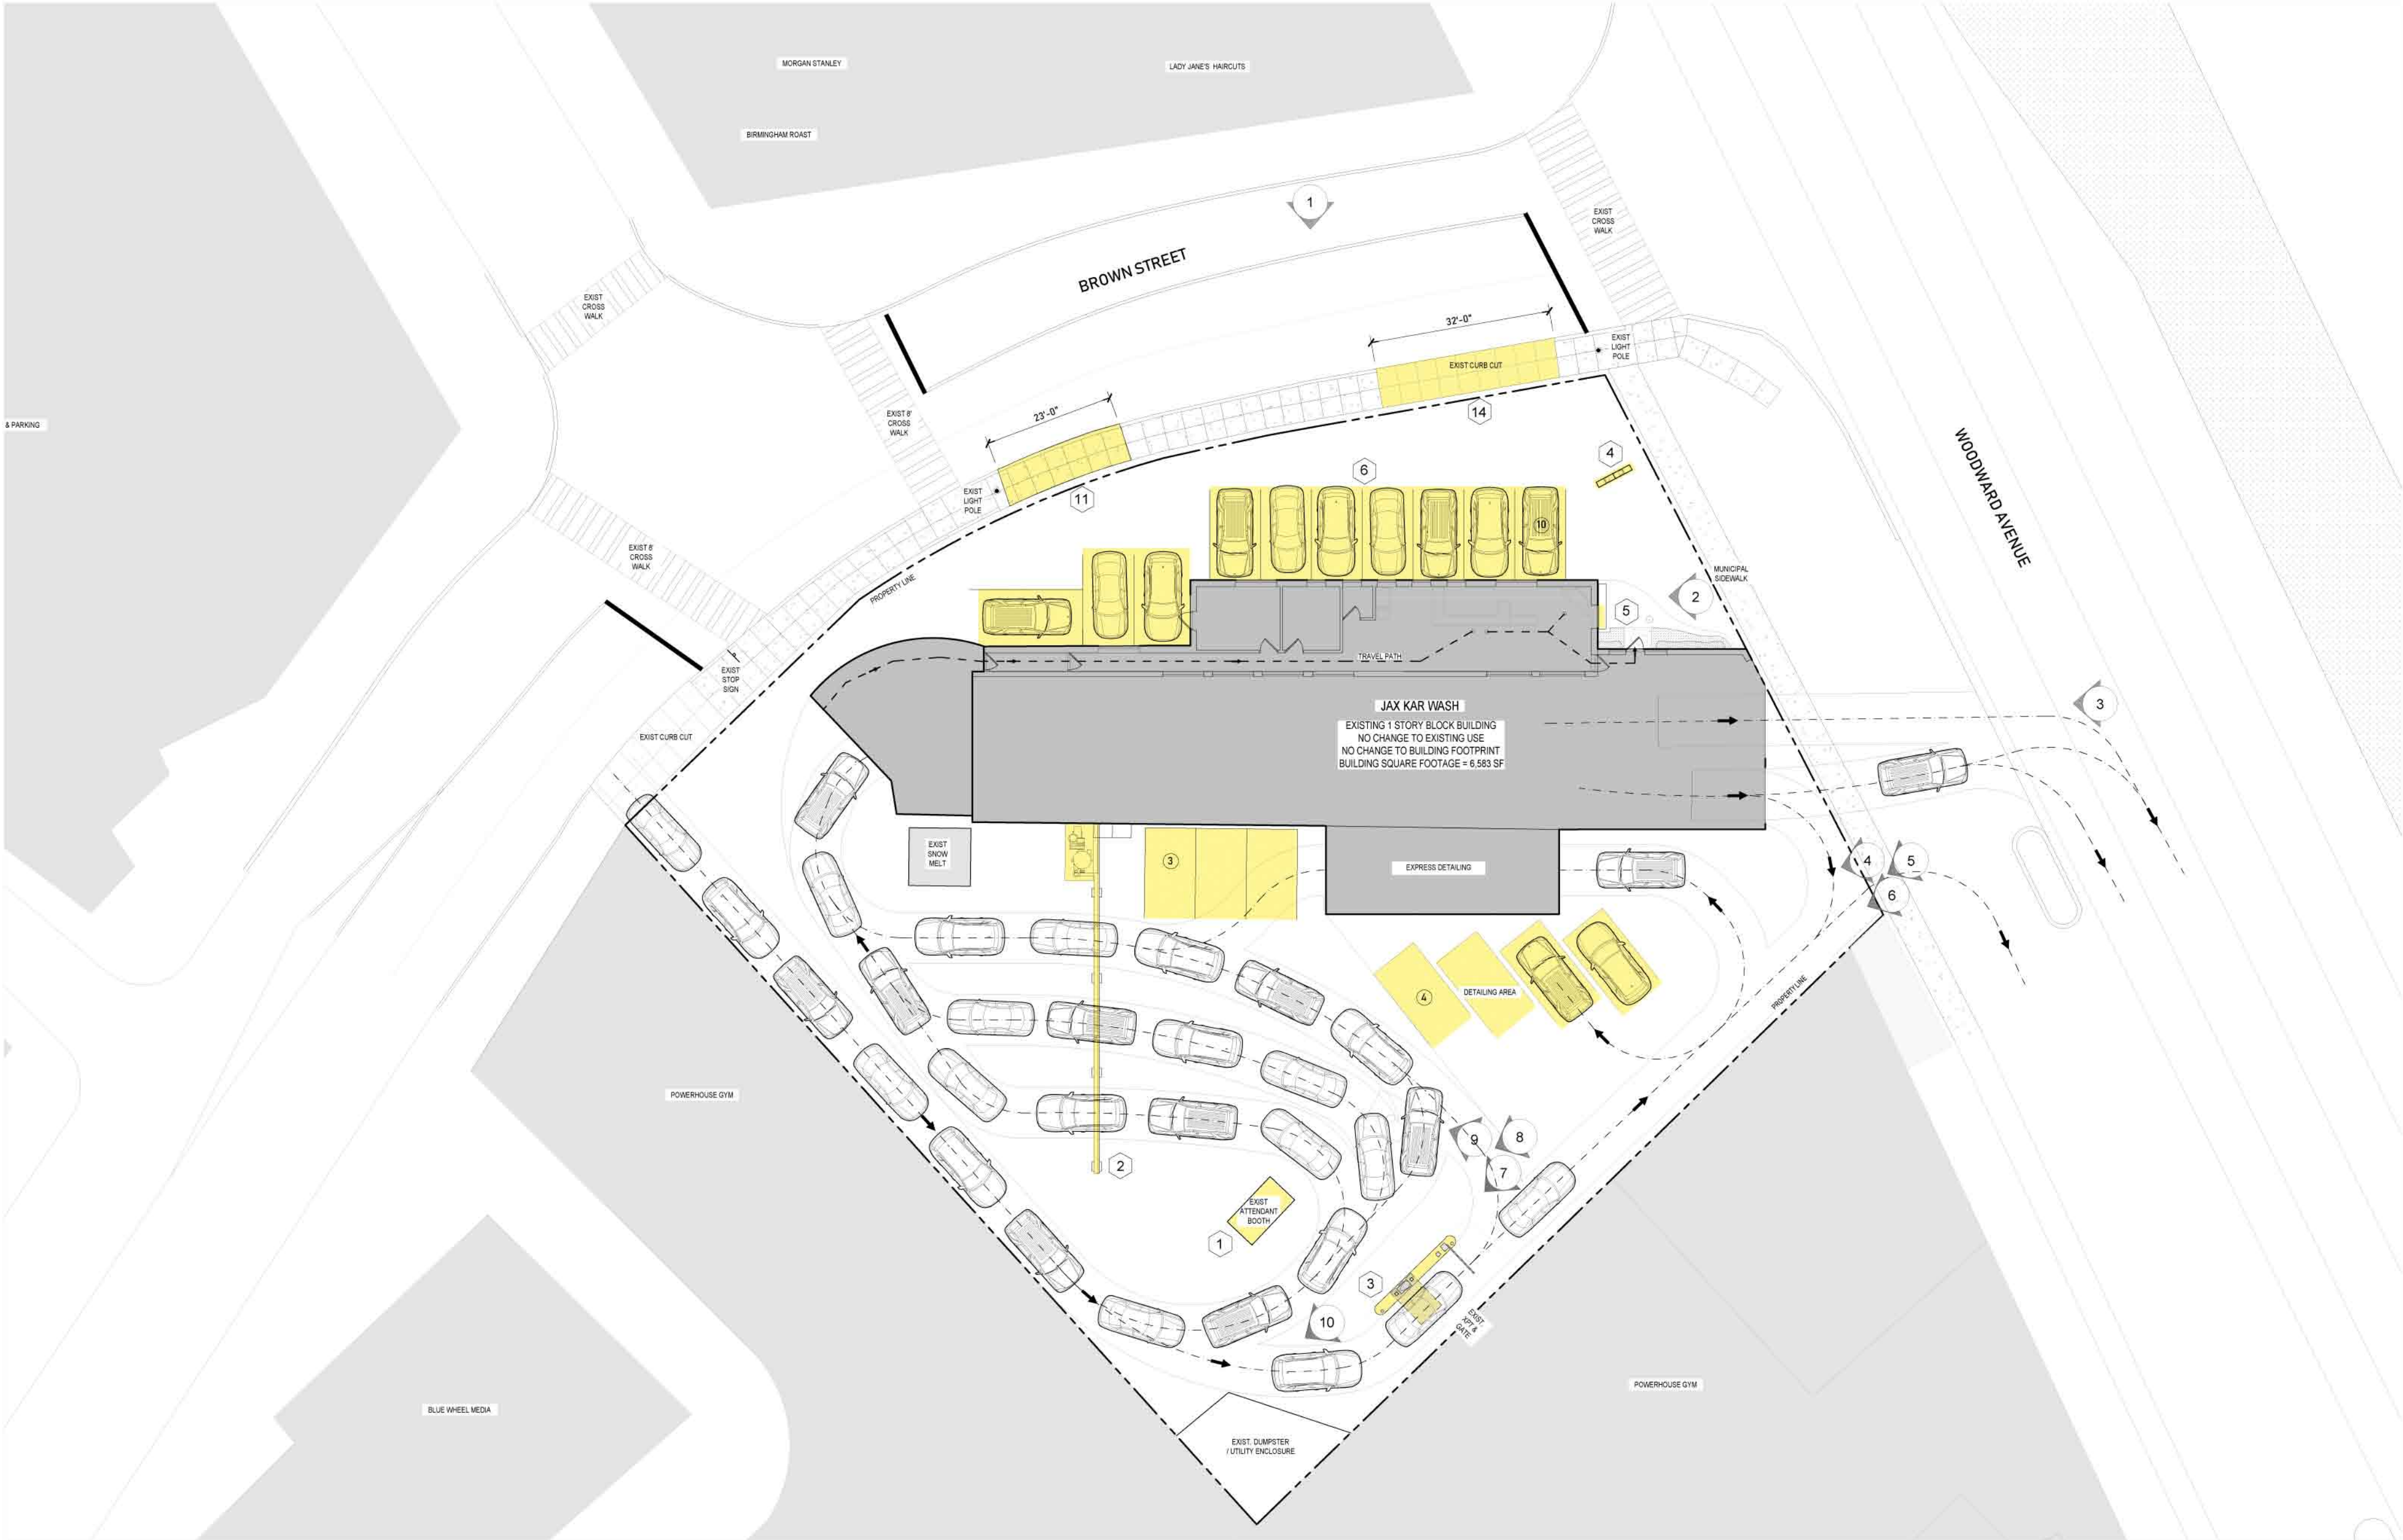 MORGAN STANLEY
LADY JANE'S HAIRCUTS
BIRMINGHAM ROAST
1
EXIST
CROSS
WALK
BROWN STREET
EXIST
CROSS
WALK
32'-0"
EXIST
LIGHT
POLE
EXIST CURB CUT
14
EXIST 8'
CROSS
WALK
23'-0"
& PARKING
WOODWARD AVENUE
4
6
EXIST
LIGHT
POLE
11
10
EXIST 8'
CROSS
WALK
PROPERTY LINE
MUNICIPAL
SIDEWALK
2
5
TRAVEL PATH
EXIST
STOP
SIGN
EXIST CURB CUT
JAX KAR WASH
EXISTING 1 STORY BLOCK BUILDING
NO CHANGE TO EXISTING USE
NO CHANGE TO BUILDING FOOTPRINT
BUILDING SQUARE FOOTAGE = 6,583 SF
3
EXIST
SNOW
MELT
3
EXPRESS DETAILING
4
5
6
4
DETAILING AREA
PROPERTY LINE
POWERHOUSE GYM
2
9
8
7
EXIST
ATTENDANT
BOOTH
1
3
10
EXIST.
XPT &
GATE
POWERHOUSE GYM
BLUE WHEEL MEDIA
EXIST. DUMPSTER
/ UTILITY ENCLOSURE